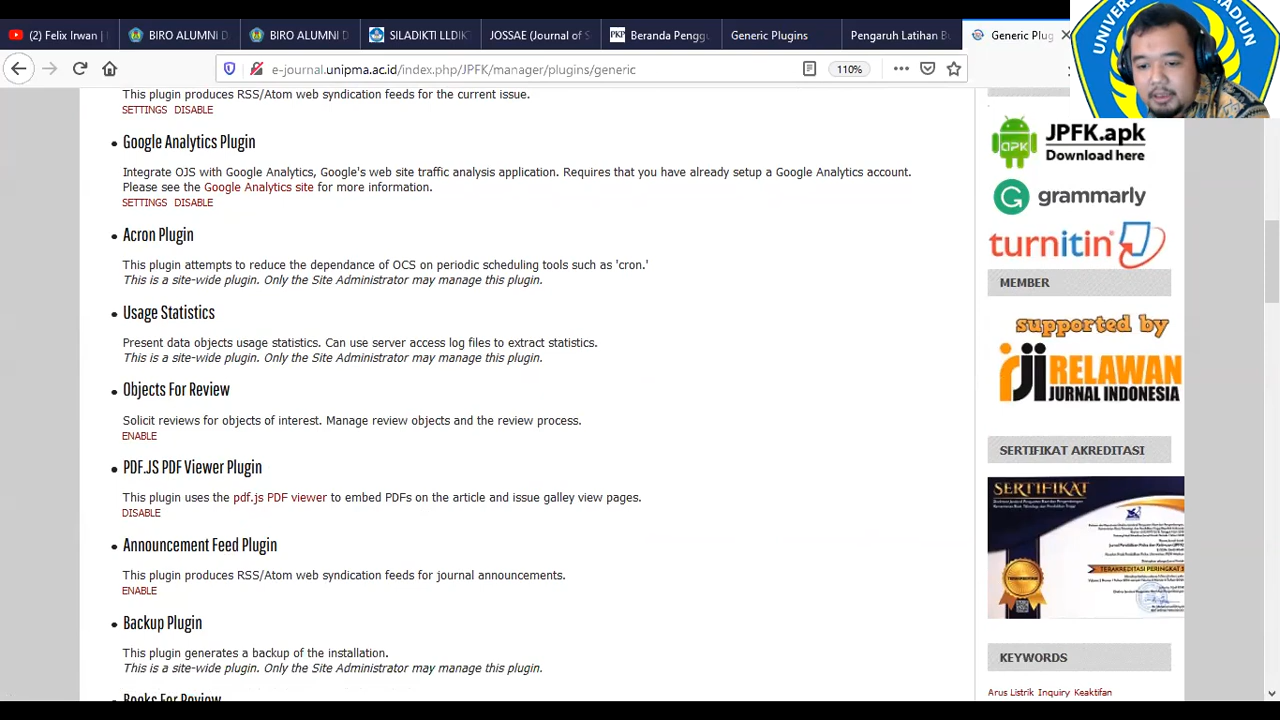 (2) Felix Irwan |
BIRO ALUMNI D
BIRO ALUMNI D
SILADIKTI LLDIKT
JOSSAE (Journal of S
PKP Beranda Penggu
Generic Plugins
Pengaruh Latihan Bu
Generic Plug
e-journal.unipma.ac.id/index.php/JPFK/manager/plugins/generic
110%
This plugin produces RSS/Atom web syndication feeds for the current issue.
SETTINGS DISABLE
Google Analytics Plugin
Integrate OJS with Google Analytics, Google's web site traffic analysis application. Requires that you have already setup a Google Analytics account.
Please see the Google Analytics site for more information.
SETTINGS DISABLE
Acron Plugin
This plugin attempts to reduce the dependance of OCS on periodic scheduling tools such as 'cron.'
This is a site-wide plugin. Only the Site Administrator may manage this plugin.
Usage Statistics
Present data objects usage statistics. Can use server access log files to extract statistics.
This is a site-wide plugin. Only the Site Administrator may manage this plugin.
Objects For Review
Solicit reviews for objects of interest. Manage review objects and the review process.
ENABLE
PDF.JS PDF Viewer Plugin
This plugin uses the pdf.js PDF viewer to embed PDFs on the article and issue galley view pages.
DISABLE
Announcement Feed Plugin
This plugin produces RSS/Atom web syndication feeds for journal announcements.
ENABLE
Backup Plugin
This plugin generates a backup of the installation.
This is a site-wide plugin. Only the Site Administrator may manage this plugin.
Books For Review
JPFK.apk
Download here
grammarly
turnitin
MEMBER
supported by
RELAWAN
JURNAL INDONESIA
SERTIFIKAT AKREDITASI
SERTIFIKAT
TERAKREDITASI PERINGKAT
KEYWORDS
Arus Listrik Inquiry Keaktifan